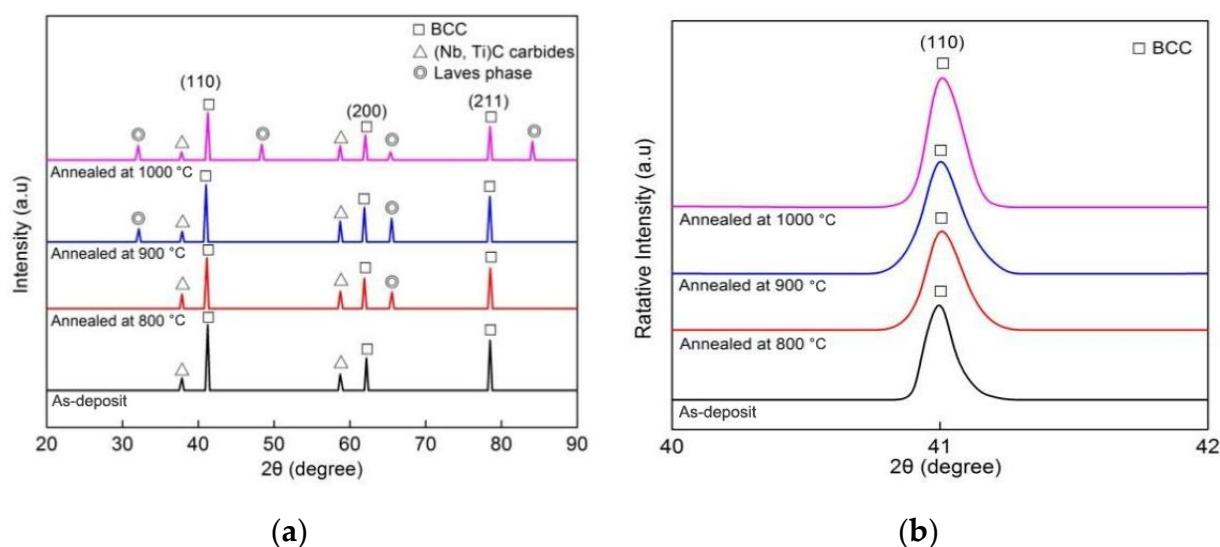 BCC
(Nb, Ti)C carbides
Laves phase
(110)
(200)
(211)
Annealed at 1000 °C
Annealed at 900 °C
Annealed at 800 °C
As-deposit
Intensity (a.u)
20 30 40 50 60 70 80 90
2θ (degree)
(a)
(110)
BCC
Annealed at 1000 °C
Annealed at 900 °C
Annealed at 800 °C
As-deposit
Ratative Intensity (a.u)
40 41 42
2θ (degree)
(b)